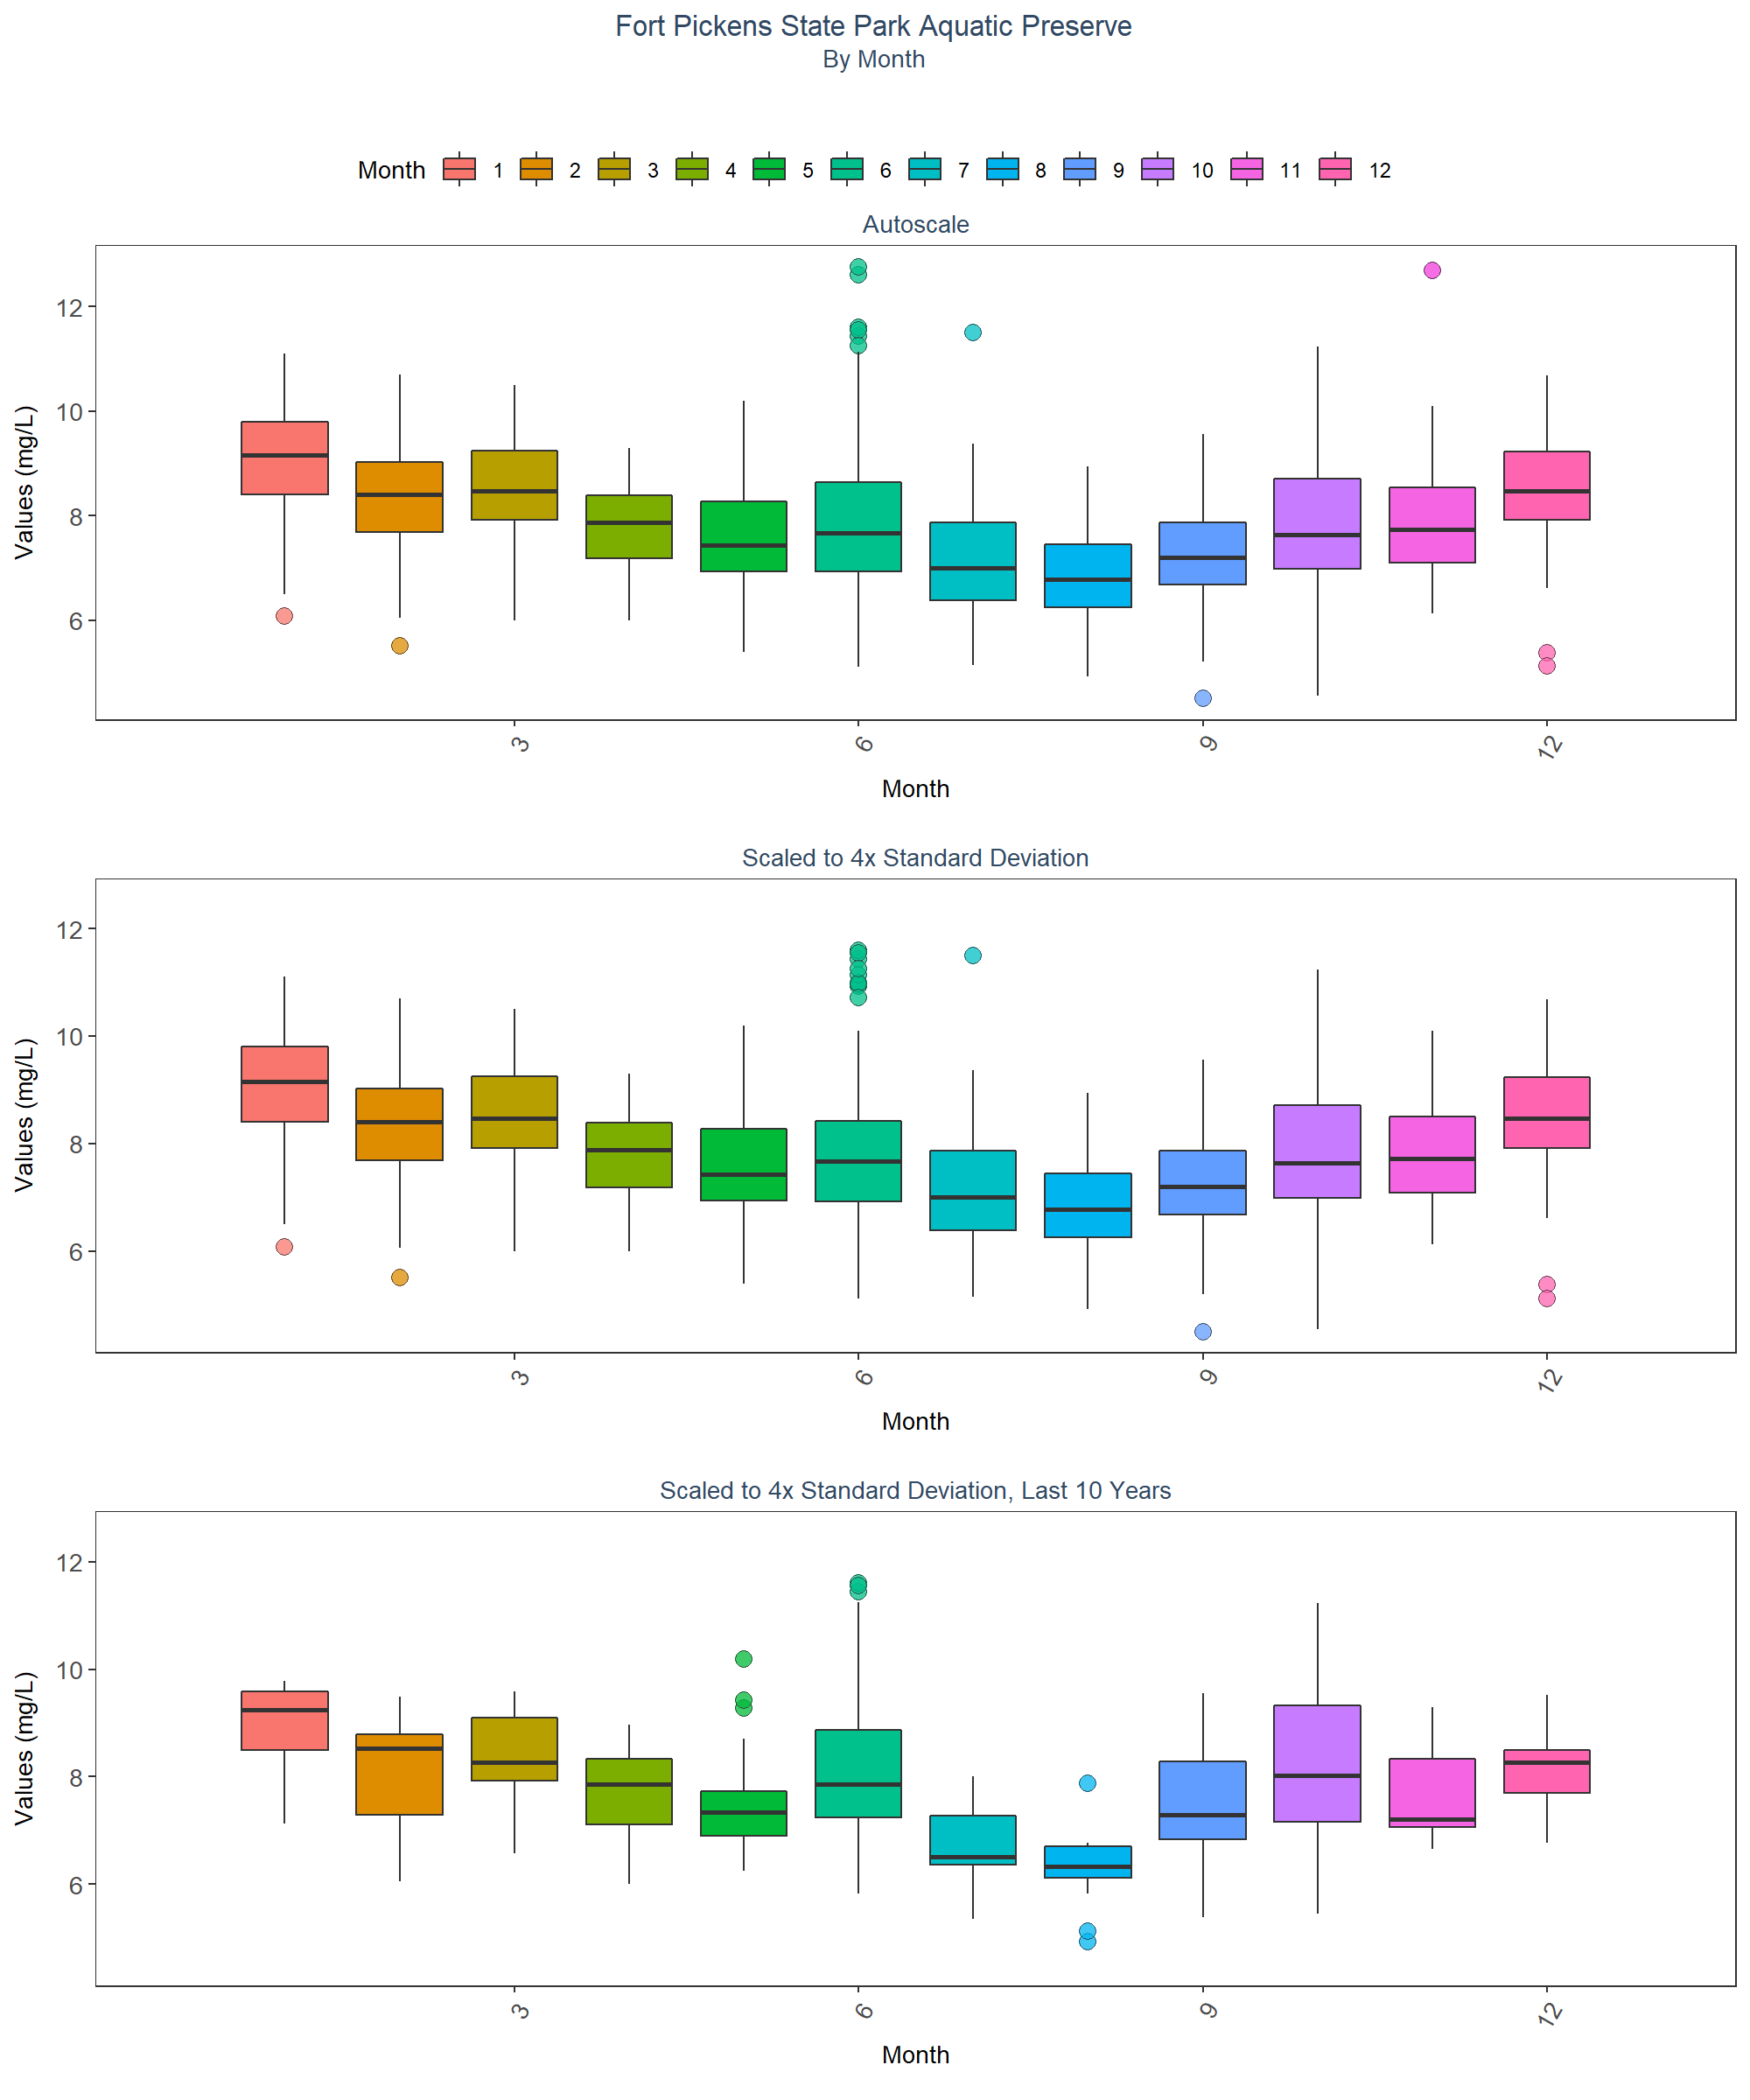 Fort Pickens State Park Aquatic Preserve
By Month
Month 1 2 3 4 5 6 7 8 9 10 11 12
Autoscale
Values (mg/L)
12
10
8
6
3 6 9 12
Month
Scaled to 4x Standard Deviation
Values (mg/L)
12
10
8
6
3 6 9 12
Month
Scaled to 4x Standard Deviation, Last 10 Years
Values (mg/L)
12
10
8
6
3 6 9 12
Month